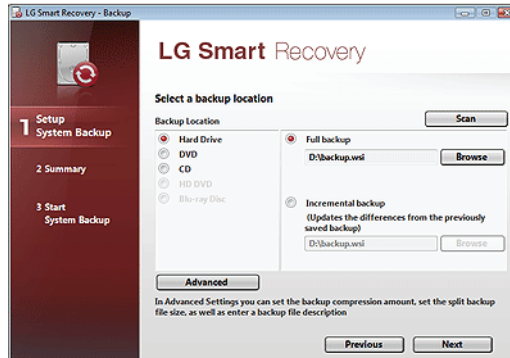 LG Smart Recovery - Backup
LG Smart Recovery
Select a backup location
1 Setup
System Backup
2 Summary
3 Start
System Backup
Backup Location
Scan
Hard Drive
DVD
CD
HD DVD
Blu-ray Disc
Full backup
D:\backup.wsi
Browse
Incremental backup
(Updates the differences from the previously
saved backup)
D:\backup.wsi
Browse
Advanced
In Advanced Settings you can set the backup compression amount, set the split backup
file size, as well as enter a backup file description
Previous
Next